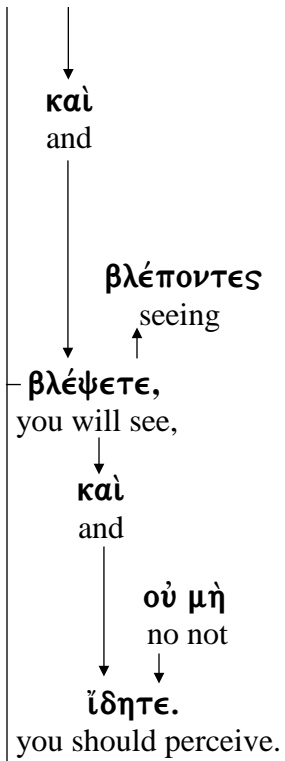 καὶ
and
βλέποντες
seeing
βλέψετε,
you will see,
καὶ
and
οὐ μὴ
no not
ἴδητε.
you should perceive.